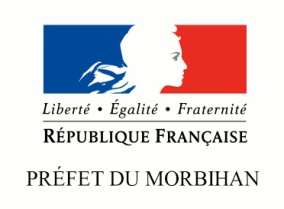 Liberté • Égalité • Fraternité
RÉPUBLIQUE FRANÇAISE
PRÉFET DU MORBIHAN